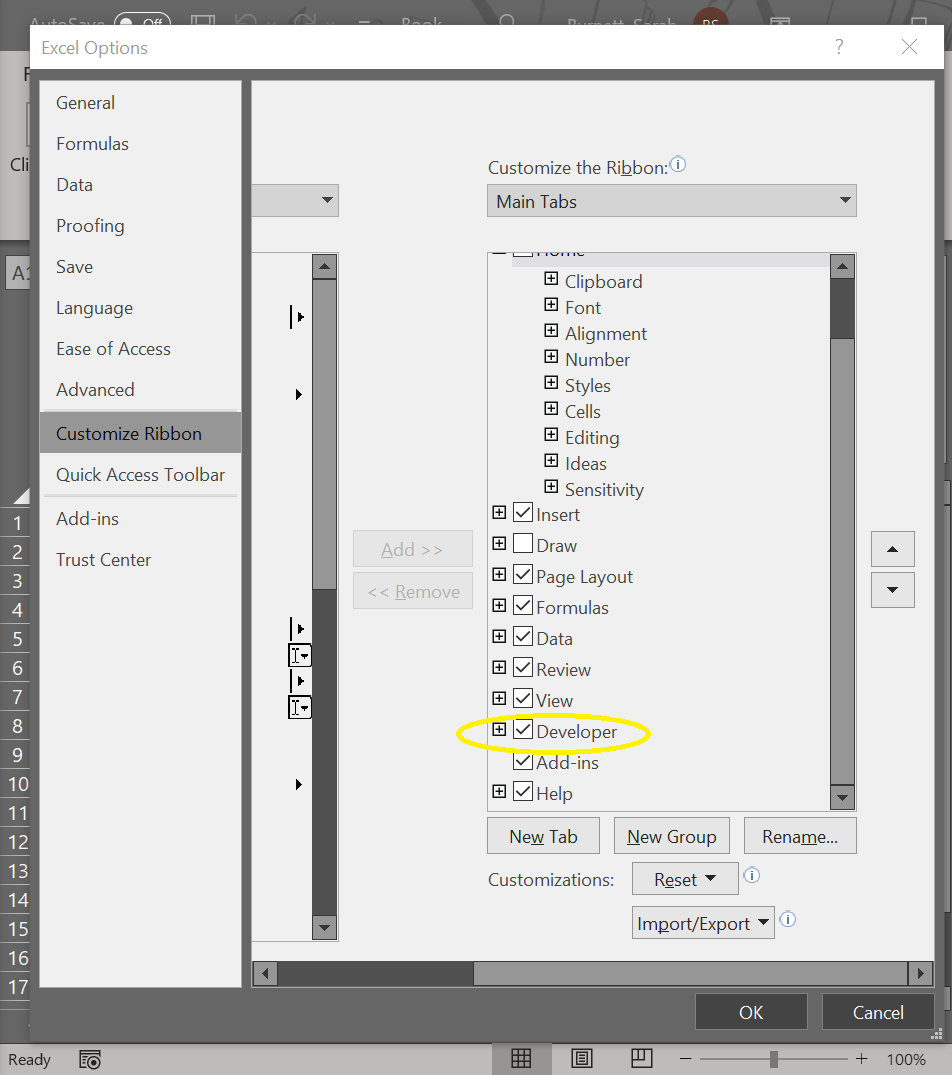 AutoSave Off Book Burnett, Sarah BS
Excel Options ?
General
Formulas
Data
Proofing
Save
Language
Ease of Access
Advanced
Customize Ribbon
Quick Access Toolbar
Add-ins
Trust Center
Customize the Ribbon:
Main Tabs
Home
Clipboard
Font
Alignment
Number
Styles
Cells
Editing
Ideas
Sensitivity
Insert
Draw
Page Layout
Formulas
Data
Review
View
Developer
Add-ins
Help
Add >>
<< Remove
New Tab New Group Rename...
Customizations: Reset
Import/Export
OK Cancel
Cli
1
2
3
4
5
6
7
8
9
10
11
12
13
14
15
16
17
Ready 100%